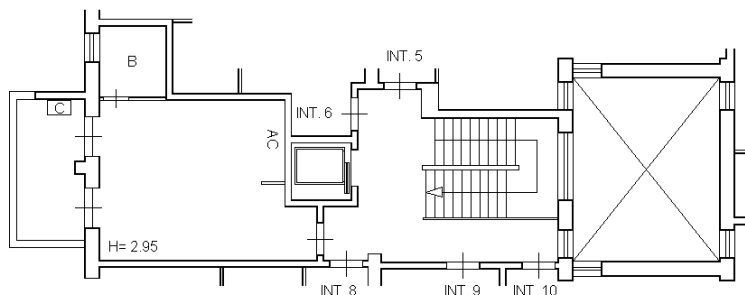 INT. 5
B
C
INT. 6
AC
H= 2.95
INT. 8
INT. 9
INT. 10